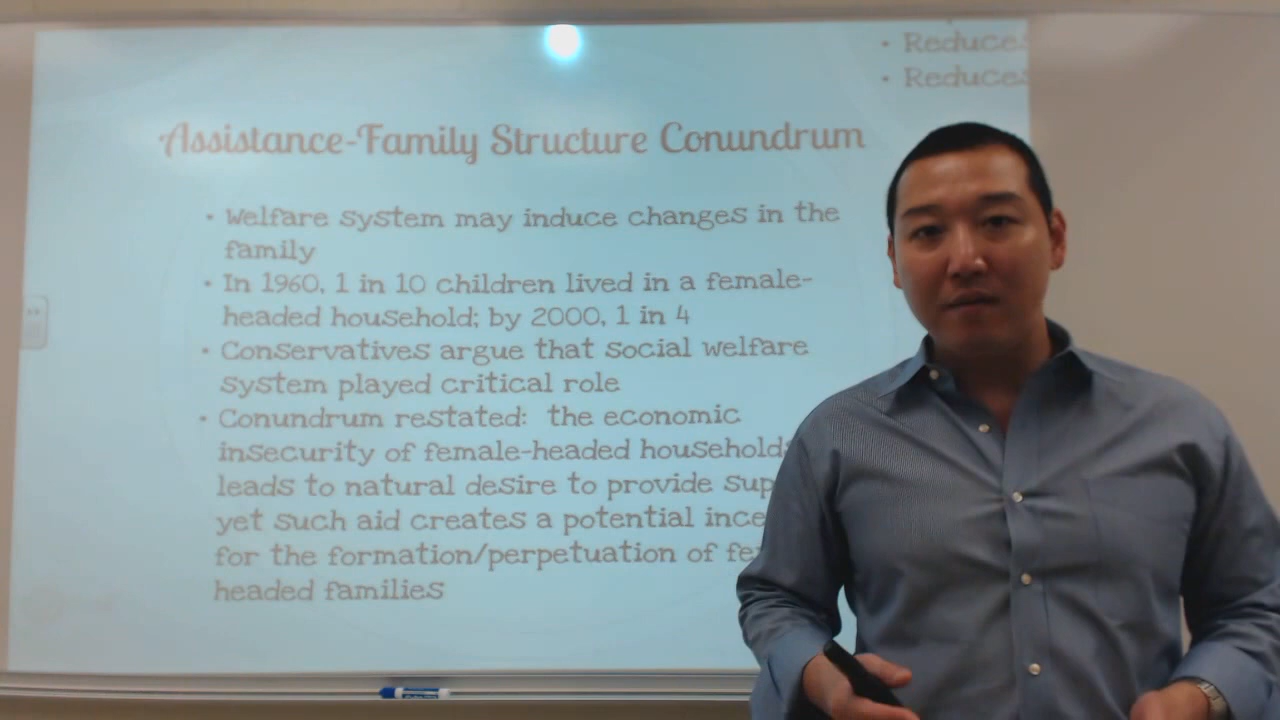 • Reduces
• Reduces
Assistance-Family Structure Conundrum
• Welfare system may induce changes in the
family
• In 1960, 1 in 10 children lived in a female-
headed household; by 2000, 1 in 4
• Conservatives argue that social welfare
system played critical role
• Conundrum restated: the economic
insecurity of female-headed households
leads to natural desire to provide sup
yet such aid creates a potential ince
for the formation/perpetuation of fe
headed families